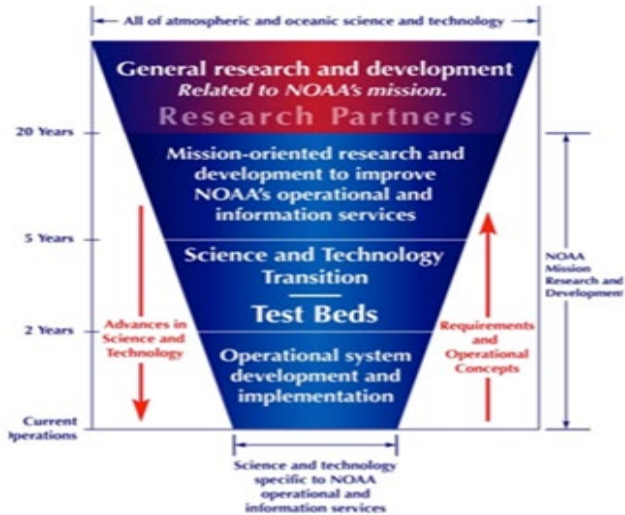 All of atmospheric and oceanic science and technology
General research and development
Related to NOAA's mission.
Research Partners
20 Years
Mission-oriented research and
development to improve
NOAA's operational and
information services
5 Years
Science and Technology
Transition
Test Beds
2 Years
Operational system
development and
implementation
Current
Operations
Advances in
Science and
Technology
Requirements
and
Operational
Concepts
NOAA
Mission
Research and
Development
Science and technology
specific to NOAA
operational and
information services